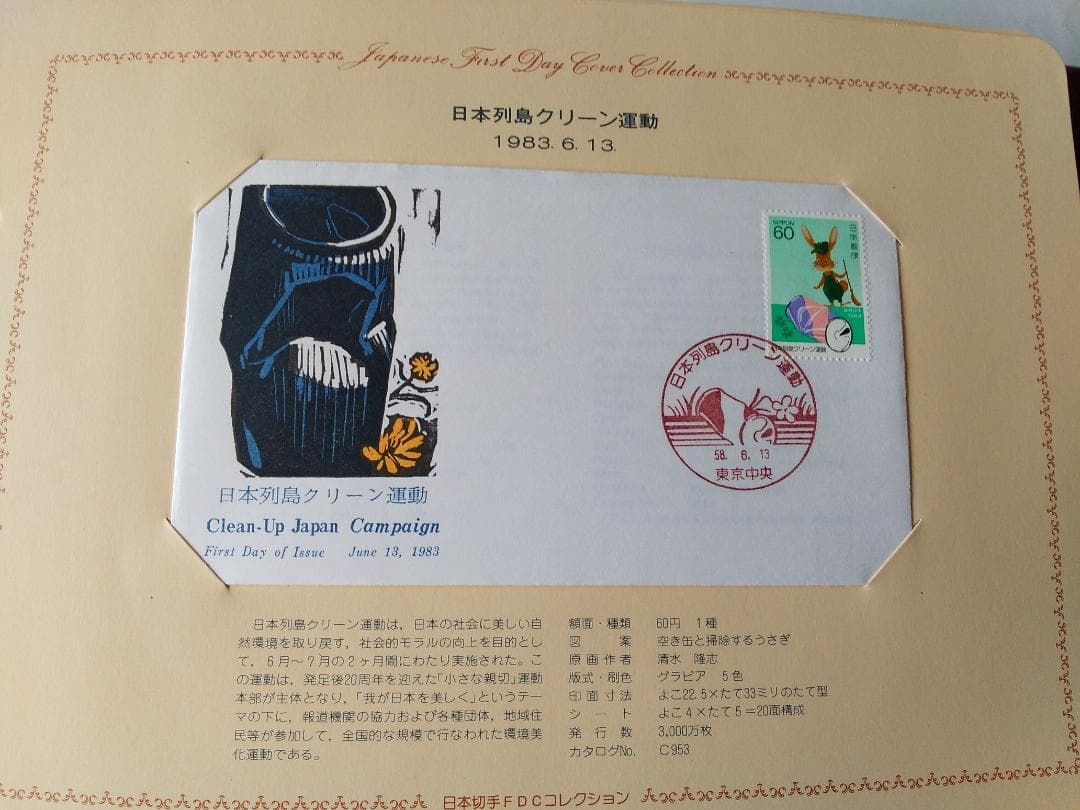 Japanese First Day Cover Collection
日本列島クリーン運動
1983. 6. 13.
NIPPON
60
日本郵便
1983
日本列島クリーン運動
日本列島クリーン運動
58. 6. 13
東京中央
日本列島クリーン運動
Clean-Up Japan Campaign
First Day of Issue June 13, 1983
日本列島クリーン運動は、日本の社会に美しい自
然環境を取り戻す、社会的モラルの向上を目的とし
て、6月〜7月の2ヶ月間にわたり実施された。こ
の運動は、発足後20周年を迎えた「小さな親切」運動
本部が主体となり、「我が日本を美しく」というテー
マの下に、報道機関の協力および各種団体、地域住
民等が参加して、全国的な規模で行なわれた環境美
化運動である。
額面・種類 60円 1種
図案 空き缶と掃除するうさぎ
原画作者 清水 隆志
版式・刷色 グラビア 5色
印面寸法 よこ22.5×たて33ミリのたて型
シート よこ4×たて5=20面構成
発行数 3,000万枚
カタログNo. C953
日本切手FDCコレクション